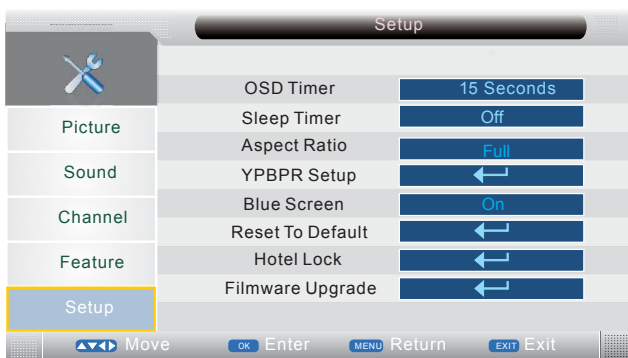 Setup
OSD Timer 15 Seconds
Sleep Timer Off
Aspect Ratio Full
YPBPR Setup
Blue Screen On
Reset To Default
Hotel Lock
Filmware Upgrade
Picture
Sound
Channel
Feature
Setup
Move OK Enter MENU Return EXIT Exit